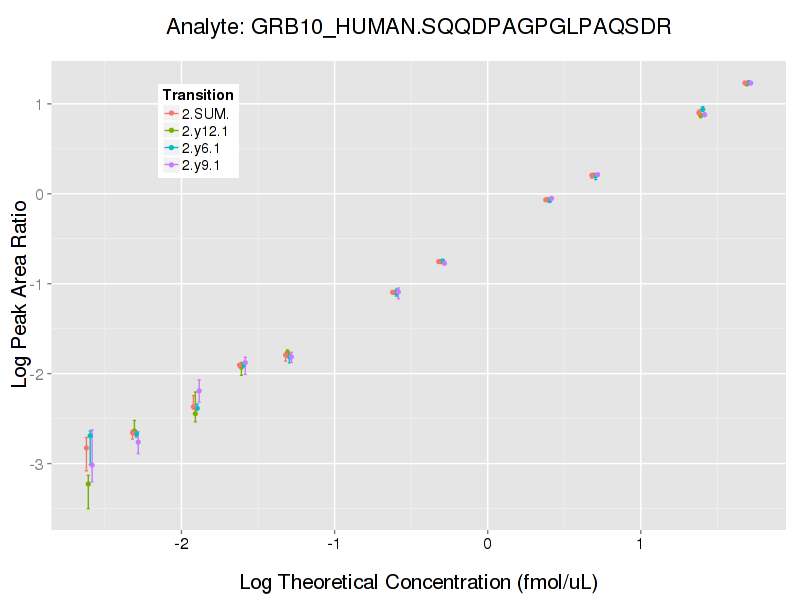 Analyte: GRB10_HUMAN.SQQDPAGPGLPAQSDR
Transition
2.SUM.
2.y12.1
2.y6.1
2.y9.1
Log Peak Area Ratio
1
0
-1
-2
-3
-2
-1
0
1
Log Theoretical Concentration (fmol/uL)